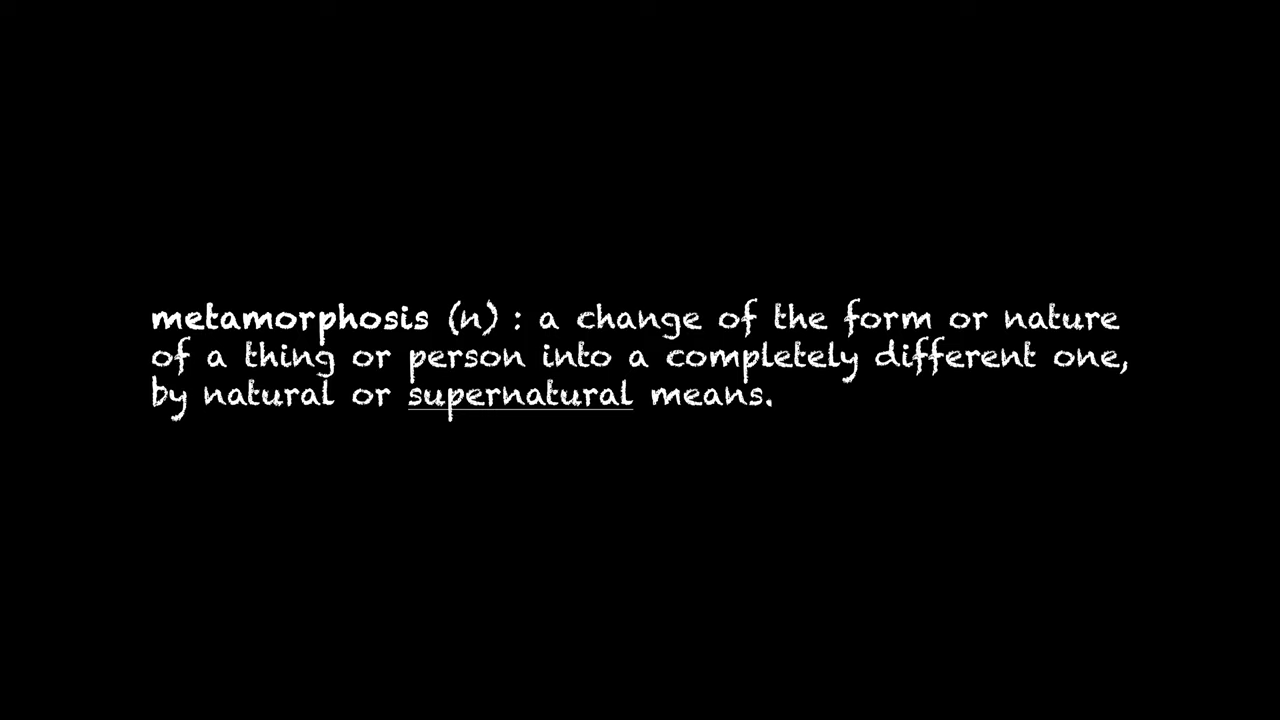 metamorphosis (n) : a change of the form or nature
of a thing or person into a completely different one,
by natural or supernatural means.